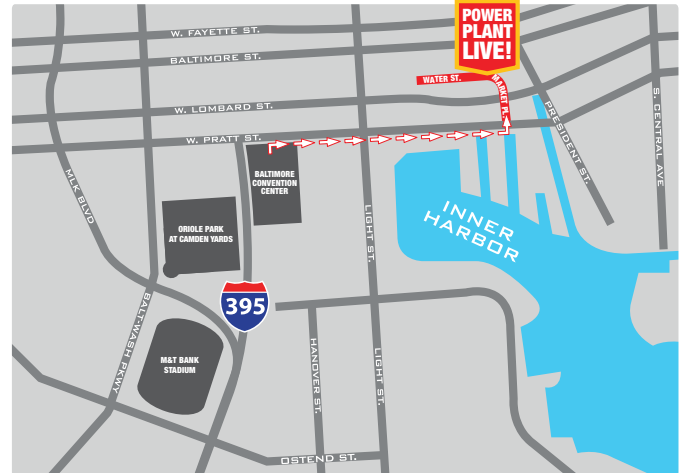 POWER
PLANT
LIVE!
W. FAYETTE ST.
BALTIMORE ST.
WATER ST.
MARKET PL.
W. LOMBARD ST.
W. PRATT ST.
PRESIDENT ST.
S. CENTRAL AVE
MLK BLVD
BALTIMORE
CONVENTION
CENTER
ORIOLE PARK
AT CAMDEN YARDS
LIGHT ST.
INNER
HARBOR
395
BALT-WASH PKWY
M&T BANK
STADIUM
HANOVER ST.
LIGHT ST.
OSTEND ST.